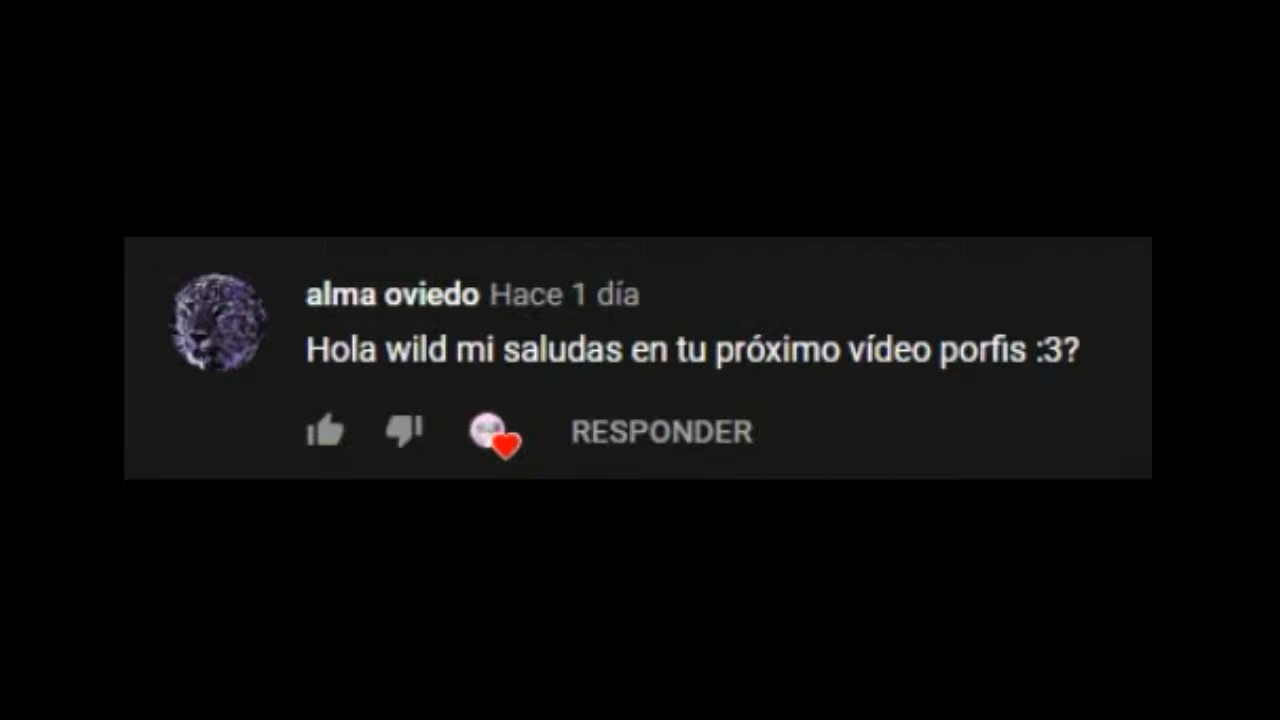 alma oviedo Hace 1 día
Hola wild mi saludas en tu próximo vídeo porfis :3?
RESPONDER